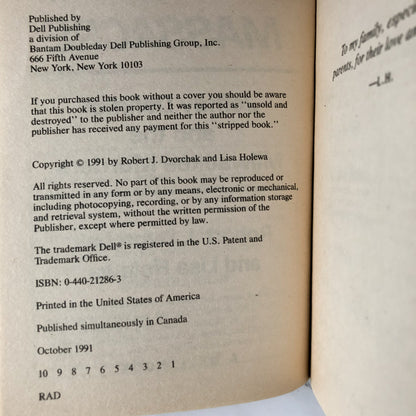 Published by
Dell Publishing
a division of
Bantam Doubleday Dell Publishing Group, Inc.
666 Fifth Avenue
New York, New York 10103
If you purchased this book without a cover you should be aware
that this book is stolen property. It was reported as "unsold and
destroyed" to the publisher and neither the author nor the
publisher has received any payment for this "stripped book."
Copyright © 1991 by Robert J. Dvorchak and Lisa Holewa
All rights reserved. No part of this book may be reproduced or
transmitted in any form or by any means, electronic or mechanical,
including photocopying, recording, or by any information storage
and retrieval system, without the written permission of the
Publisher, except where permitted by law.
The trademark Dell® is registered in the U.S. Patent and
Trademark Office.
ISBN: 0-440-21286-3
Printed in the United States of America
Published simultaneously in Canada
October 1991
10 9 8 7 6 5 4 3 2 1
RAD
To my family, especi
parents, for their love an
—L.H.